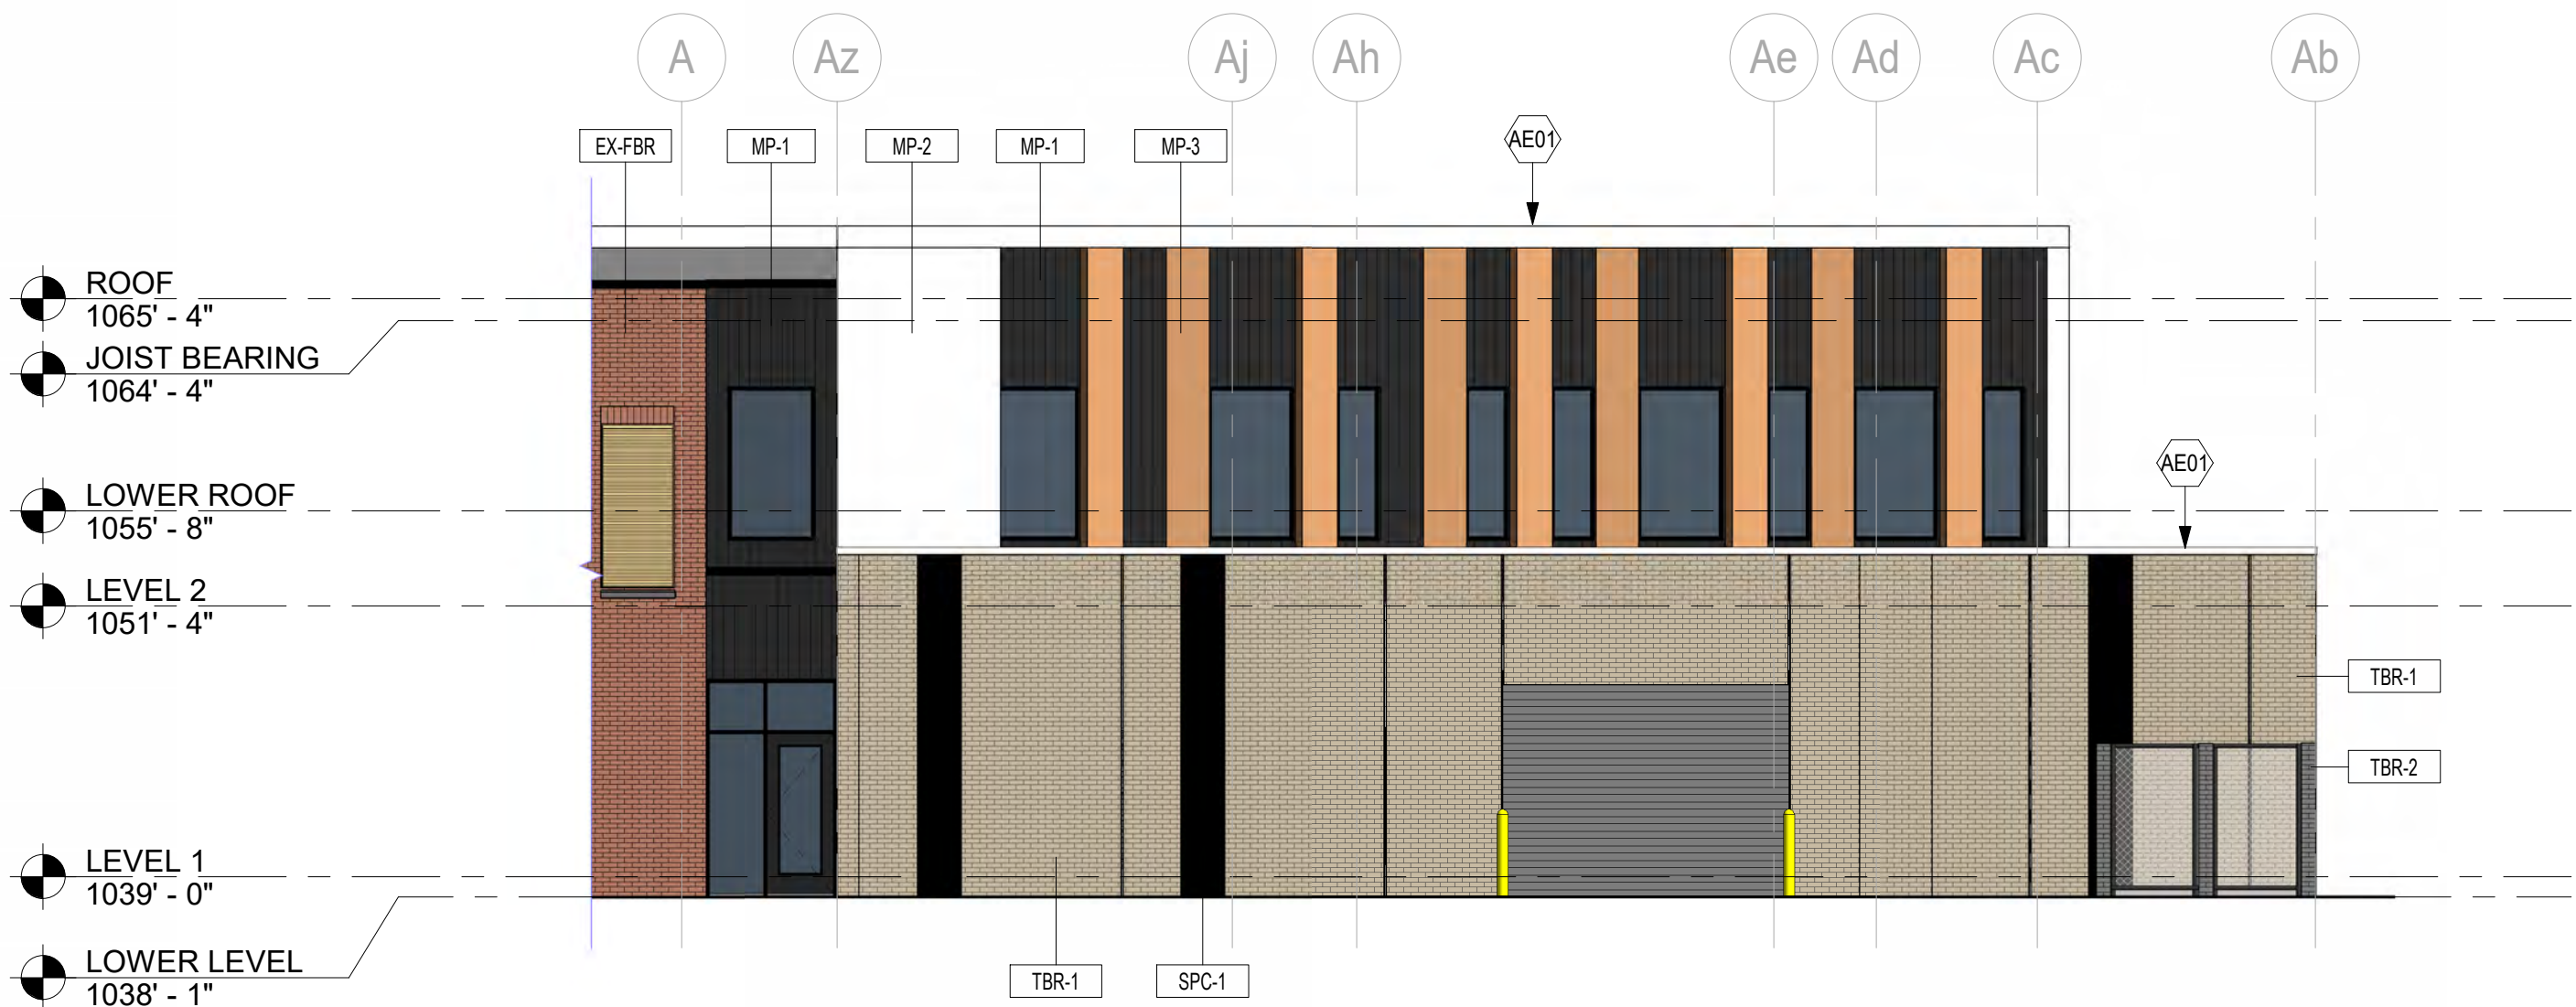 A
Az
Aj
Ah
Ae
Ad
Ac
Ab
EX-FBR
MP-1
MP-2
MP-1
MP-3
AE01
ROOF
1065' - 4"
JOIST BEARING
1064' - 4"
AE01
LOWER ROOF
1055' - 8"
LEVEL 2
1051' - 4"
TBR-1
TBR-2
LEVEL 1
1039' - 0"
LOWER LEVEL
1038' - 1"
TBR-1
SPC-1